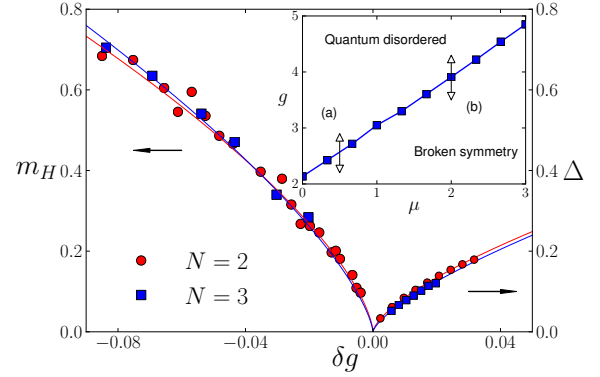 0.8
0.6
0.4
0.2
0.0
m_H
−0.08
−0.04
0.00
0.04
δg
0.8
0.6
0.4
0.2
0.0
Δ
N = 2
N = 3
5
4
3
2
g
0
1
2
3
μ
Quantum disordered
(a)
(b)
Broken symmetry